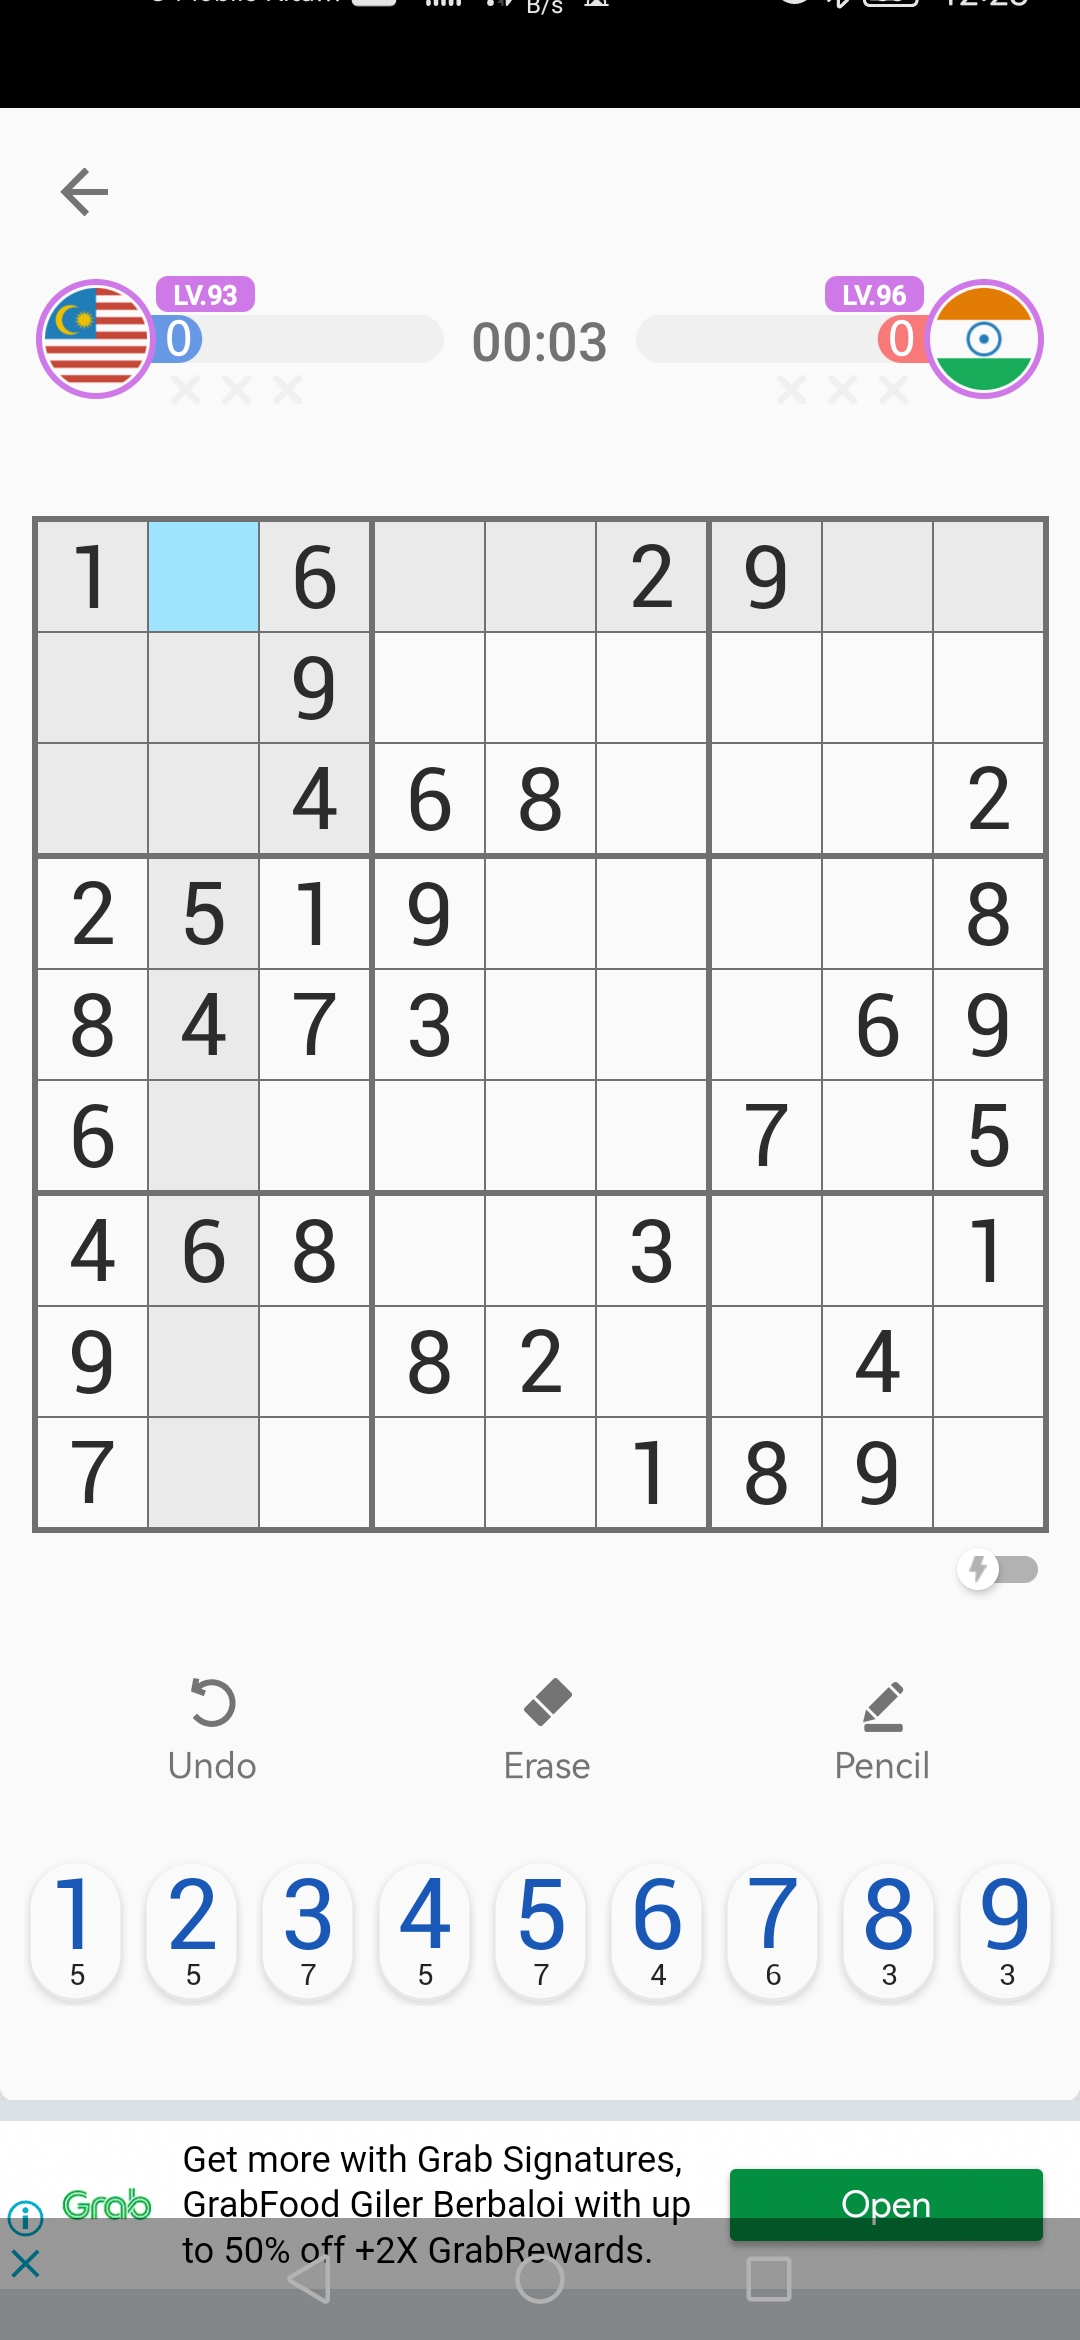 B/s
LV.93 LV.96
0 00:03 0
1 6 2 9
9
4 6 8 2
2 5 1 9 8
8 4 7 3 6 9
6 7 5
4 6 8 3 1
9 8 2 4
7 1 8 9
Undo Erase Pencil
1 2 3 4 5 6 7 8 9
5 5 7 5 7 4 6 3 3
Get more with Grab Signatures,
Grab GrabFood Giler Berbaloi with up Open
to 50% off +2X GrabRewards.